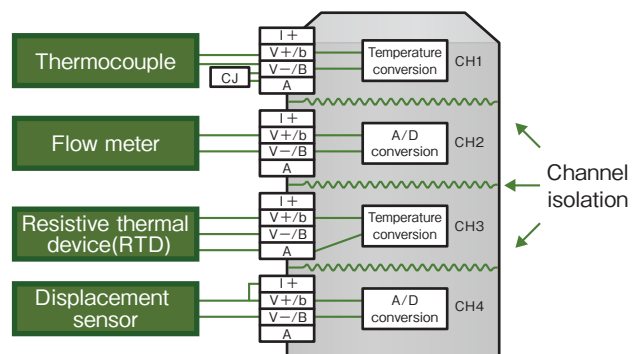 Thermocouple
CJ
I+
V+/b
V−/B
A
Temperature
conversion
CH1
Flow meter
I+
V+/b
V−/B
A
A/D
conversion
CH2
Channel
isolation
Resistive thermal
device(RTD)
I+
V+/b
V−/B
A
Temperature
conversion
CH3
Displacement
sensor
I+
V+/b
V−/B
A
A/D
conversion
CH4